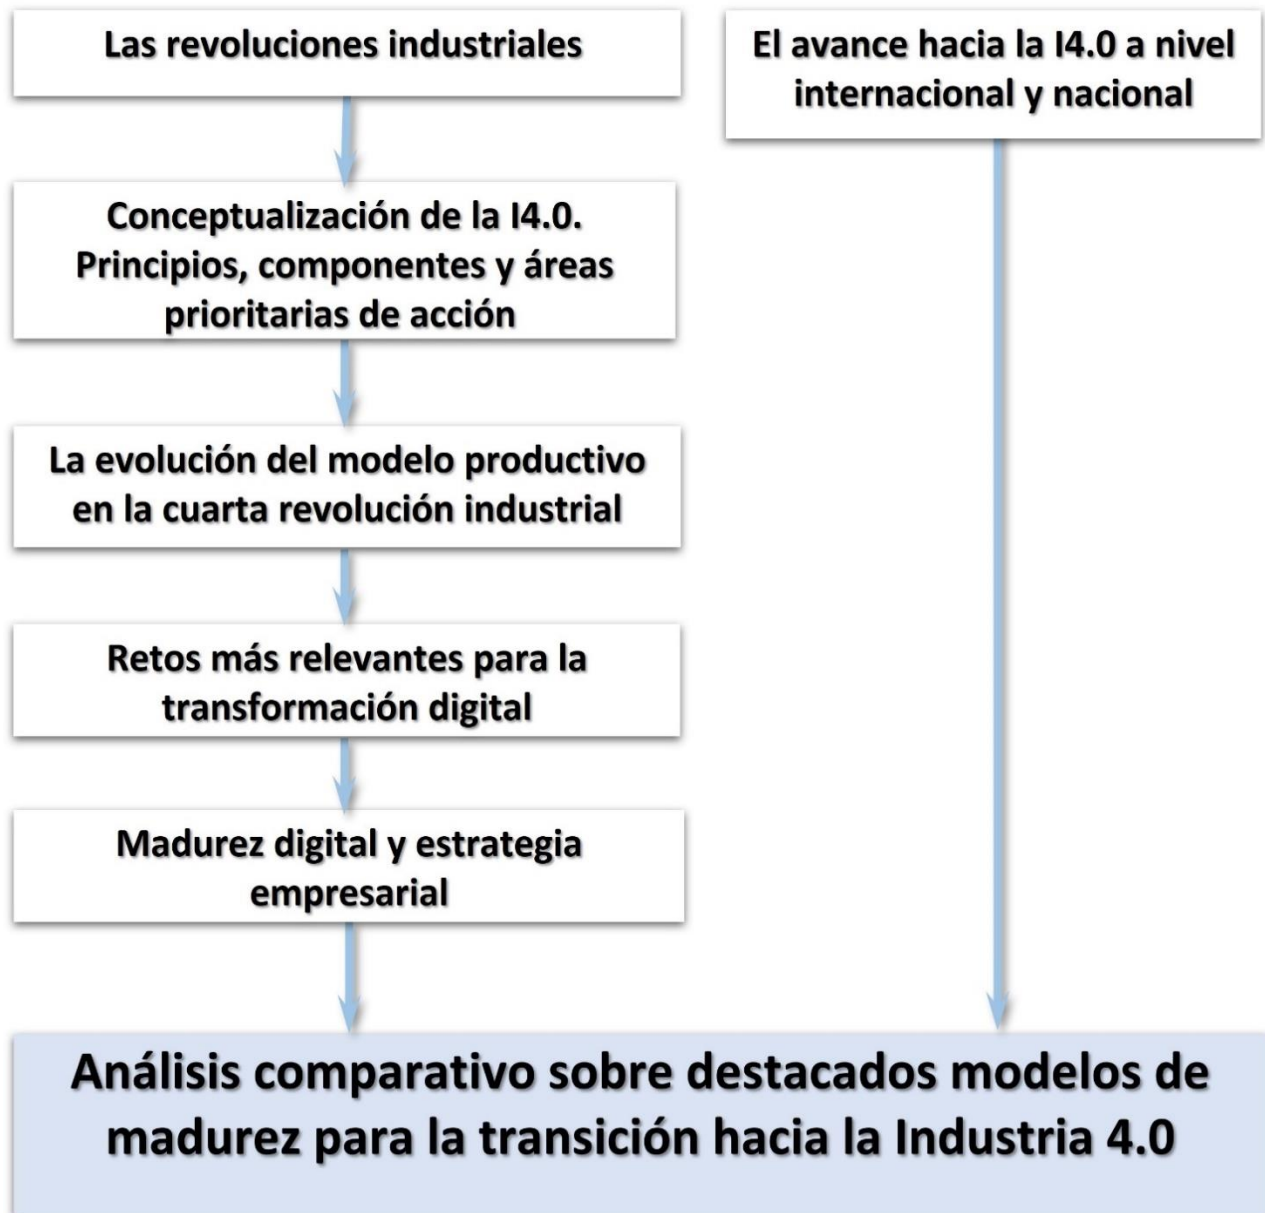 Las revoluciones industriales
El avance hacia la I4.0 a nivel
internacional y nacional
Conceptualización de la I4.0.
Principios, componentes y áreas
prioritarias de acción
La evolución del modelo productivo
en la cuarta revolución industrial
Retos más relevantes para la
transformación digital
Madurez digital y estrategia
empresarial
Análisis comparativo sobre destacados modelos de
madurez para la transición hacia la Industria 4.0